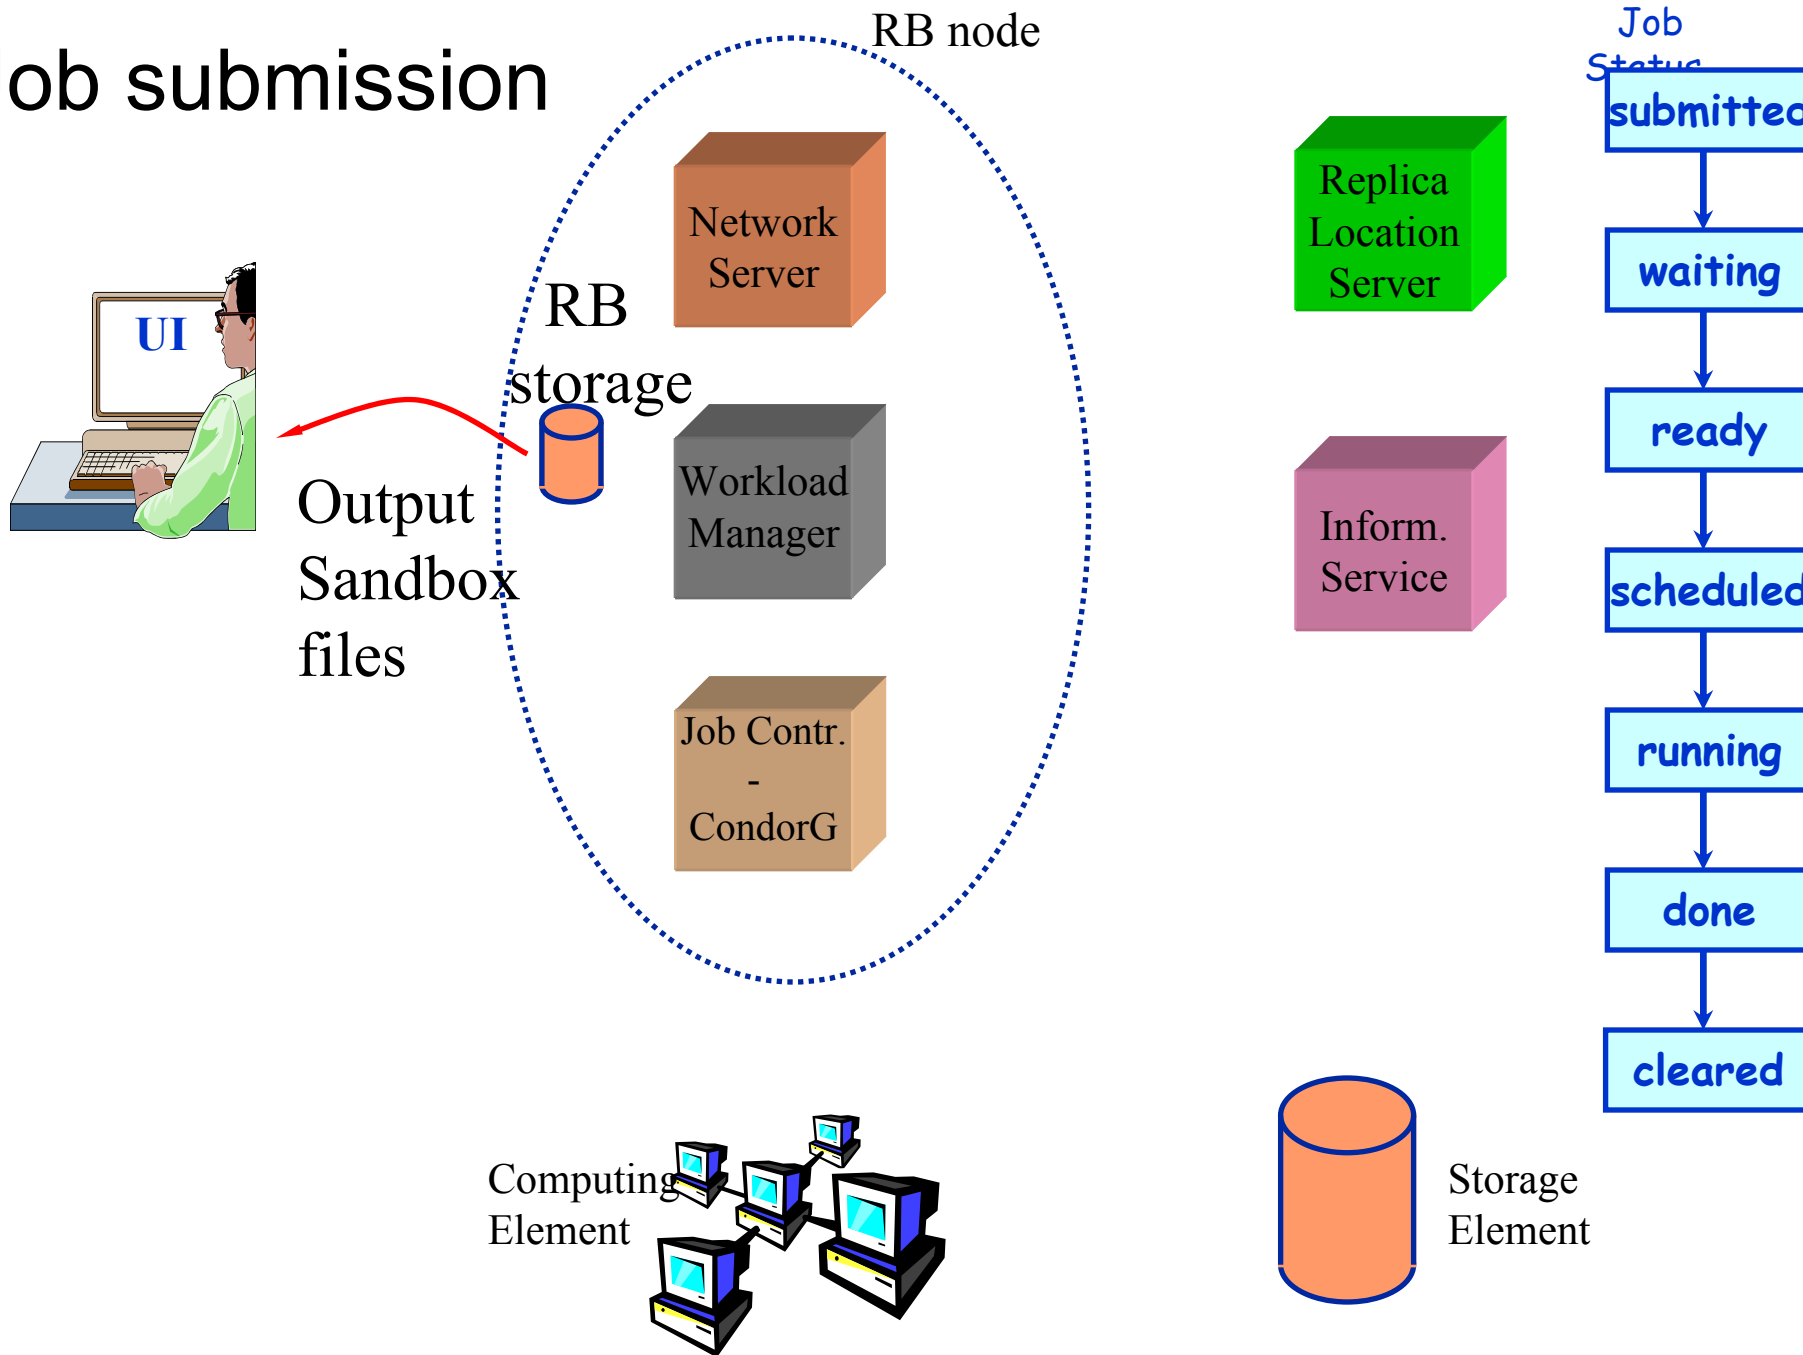 ob submission
RB node
Job
Status
submitted
waiting
ready
scheduled
running
done
cleared
UI
RB
storage
Output
Sandbox
files
Network
Server
Workload
Manager
Job Contr.
-
CondorG
Replica
Location
Server
Inform.
Service
Computing
Element
Storage
Element